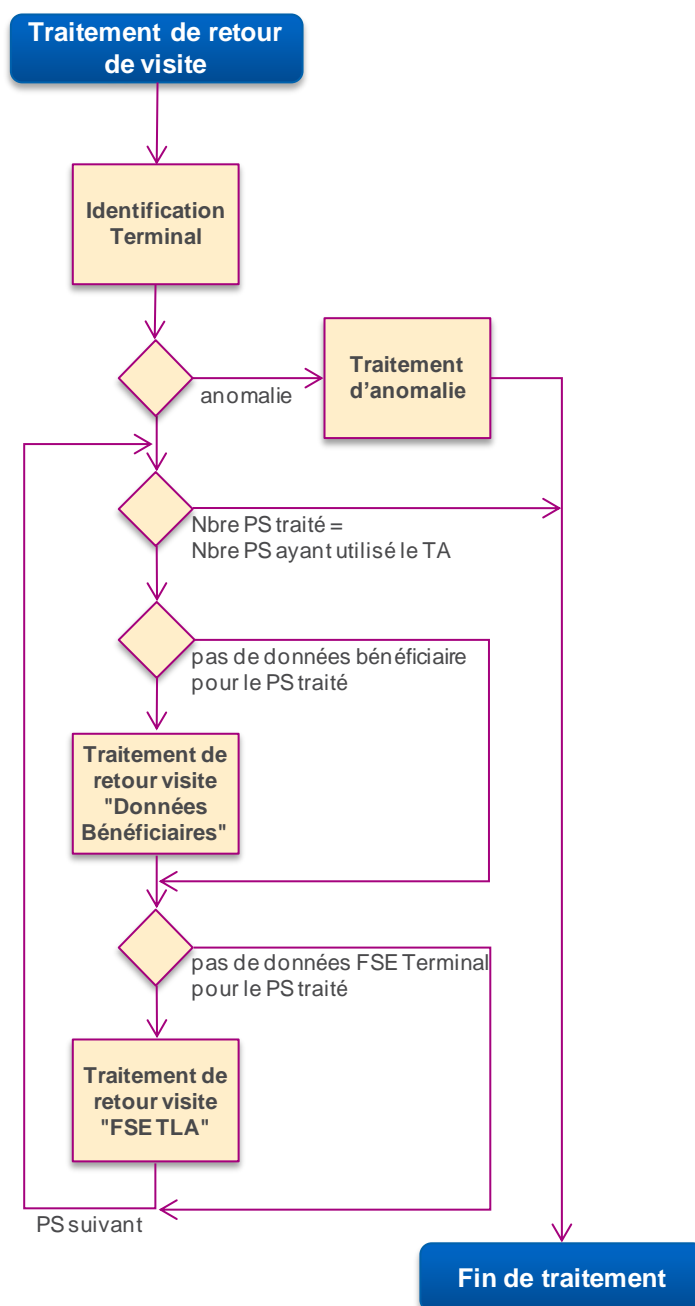 Traitement de retour
de visite
Identification
Terminal
Traitement
d'anomalie
anomalie
Nbre PS traité =
Nbre PS ayant utilisé le TA
pas de données bénéficiaire
pour le PS traité
Traitement de
retour visite
"Données
Bénéficiaires"
pas de données FSE Terminal
pour le PS traité
Traitement de
retour visite
"FSE TLA"
PS suivant
Fin de traitement